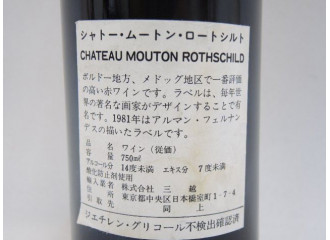 シャトー・ムートン・ロートシルト
CHATEAU MOUTON ROTHSCHILD
ボルドー地方、メドッグ地区で一番評価
の高い赤ワインです。ラベルは、毎年世
界の著名な画家がデザインすることで有
名です。1981年はアルマン・フェルナン
デスの描いたラベルです。
品名 ワイン（従価）
容量 750㎖
アルコール分 14度未満 エキス分 7度未満
酸化防止剤使用
輸入業者 株式会社 三越
住所 東京都中央区日本橋室町1-7-4
引取先 同上
ジエチレン・グリコール不検出確認済